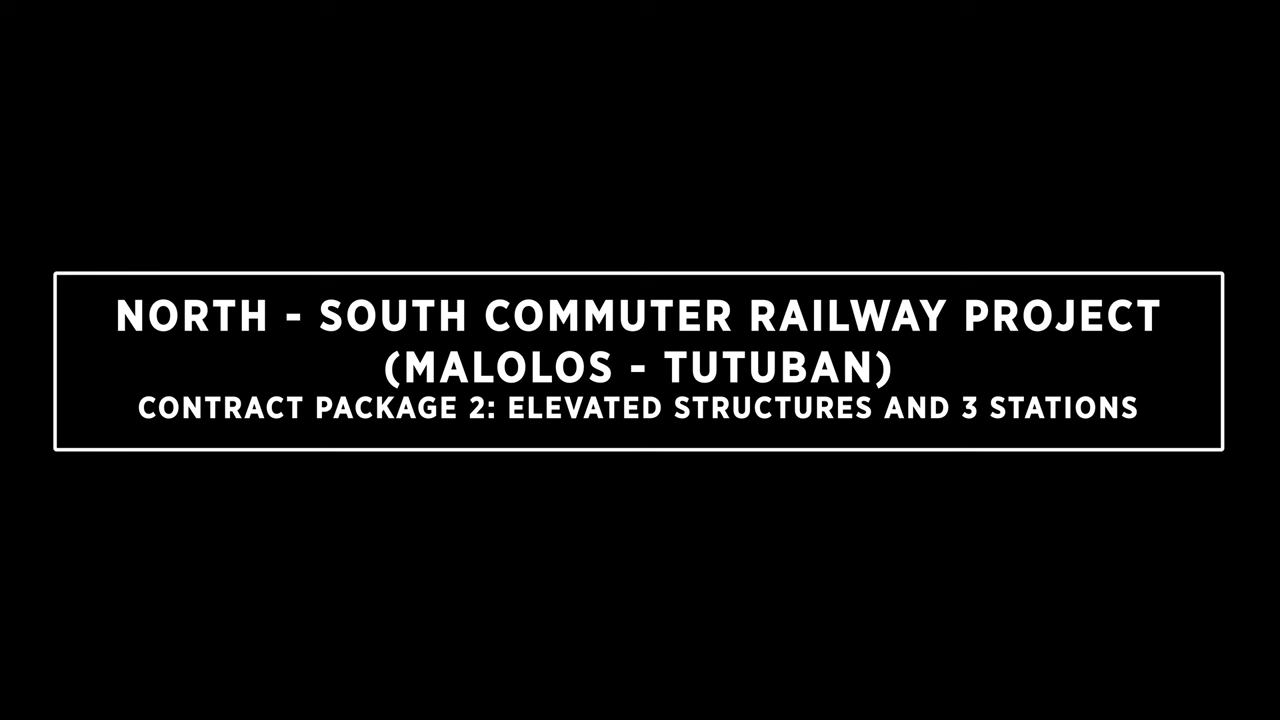 NORTH - SOUTH COMMUTER RAILWAY PROJECT
(MALOLOS - TUTUBAN)
CONTRACT PACKAGE 2: ELEVATED STRUCTURES AND 3 STATIONS